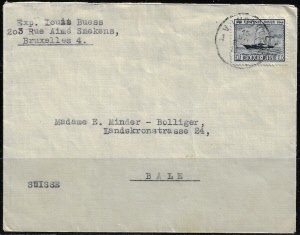 Exp. Louis Buess
203 Rue Aimé Smekens,
Bruxelles 4.
Madame E. Minder - Bolliger,
Landskronstrasse 24,
BALE
SUISSE